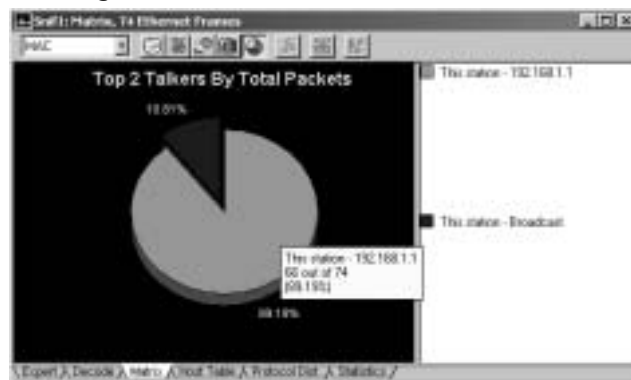 Snif1: Matrix, 74 Ethernet Frames
MAC
Top 2 Talkers By Total Packets
10.81%
This station - 192.168.1.1
66 out of 74
(89.19%)
89.19%
This station - 192.168.1.1
This station - Broadcast
Expert Decode Matrix Host Table Protocol Dist. Statistics